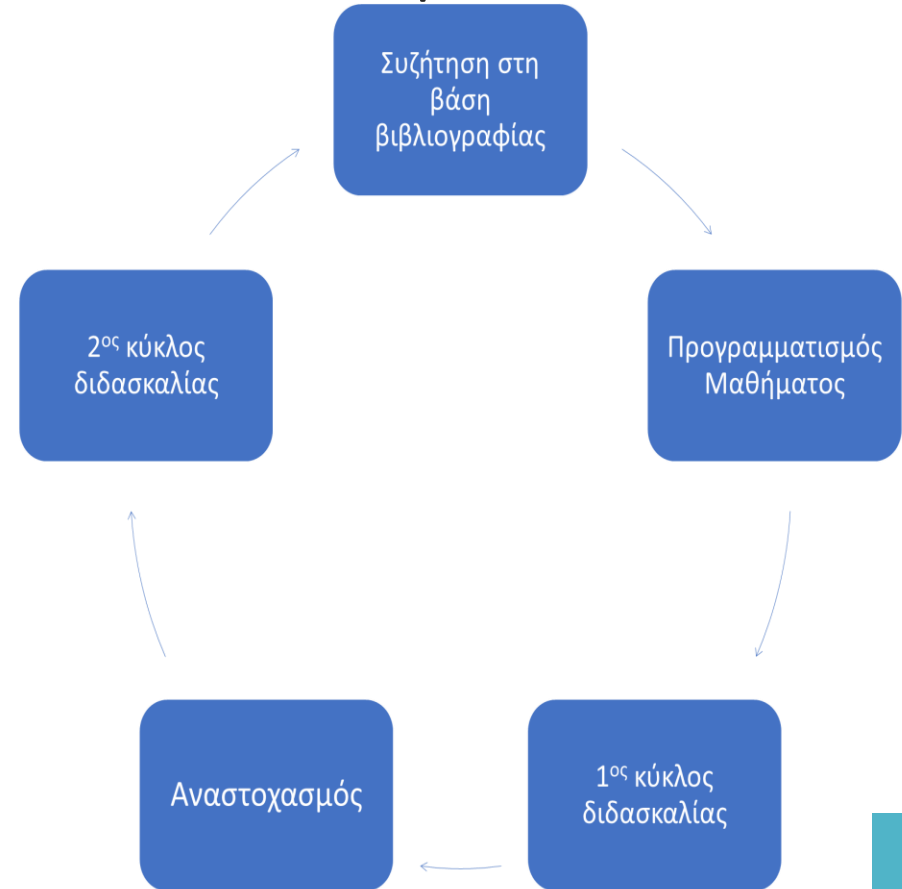 Συζήτηση στη
βάση
βιβλιογραφίας
Προγραμματισμός
Μαθήματος
1ος κύκλος
διδασκαλίας
Αναστοχασμός
2ος κύκλος
διδασκαλίας